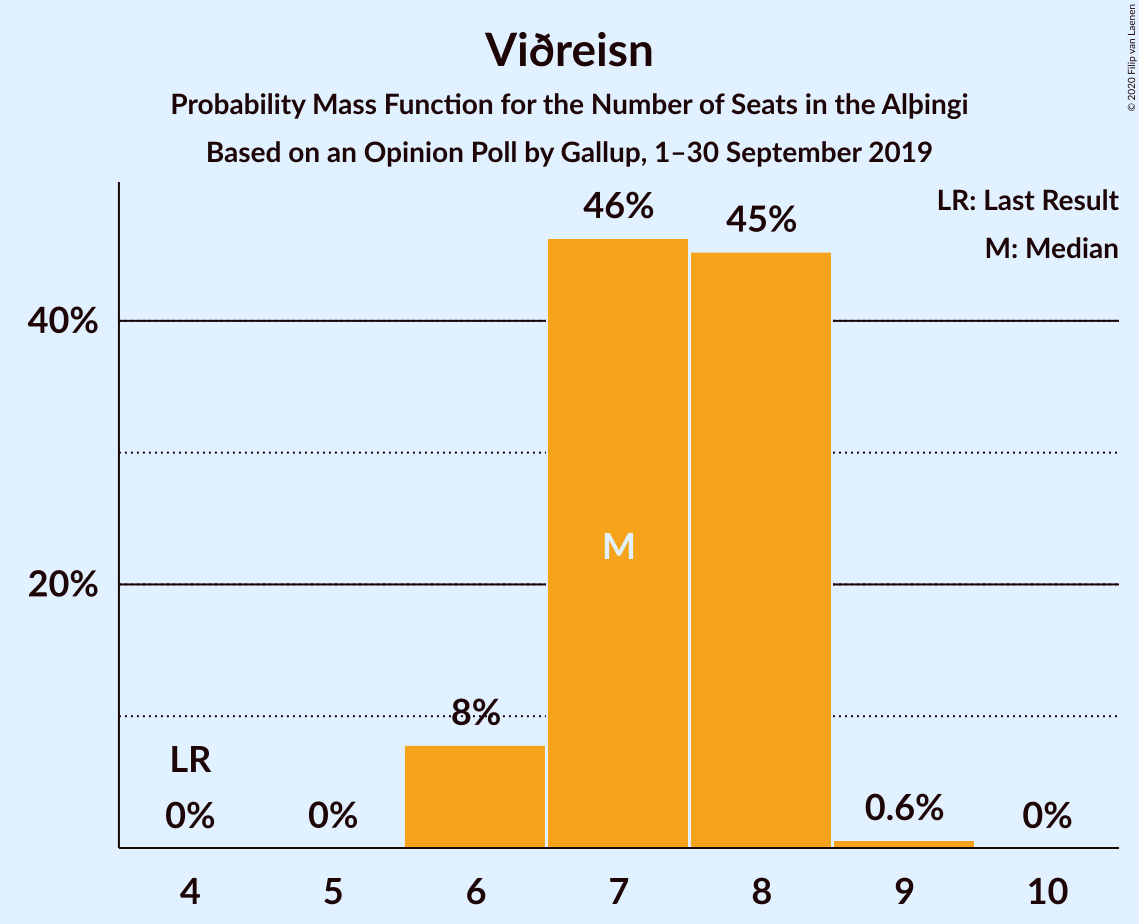 Viðreisn
Probability Mass Function for the Number of Seats in the Alþingi
Based on an Opinion Poll by Gallup, 1–30 September 2019
© 2020 Filip van Laenen
LR: Last Result
M: Median
46%
45%
40%
M
20%
8%
LR
0%
0%
0.6%
0%
4
5
6
7
8
9
10